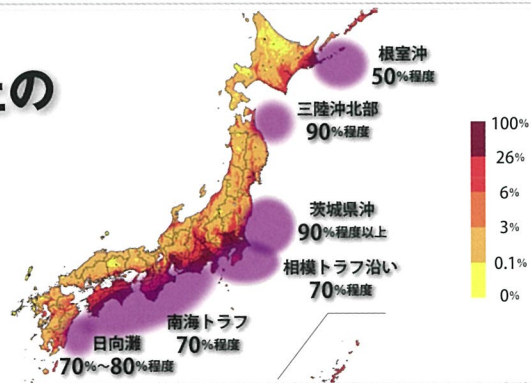 との
根室沖
50%程度
三陸沖北部
90%程度
茨城県沖
90%程度以上
相模トラフ沿い
70%程度
南海トラフ
70%程度
日向灘
70%~80%程度
100%
26%
6%
3%
0.1%
0%